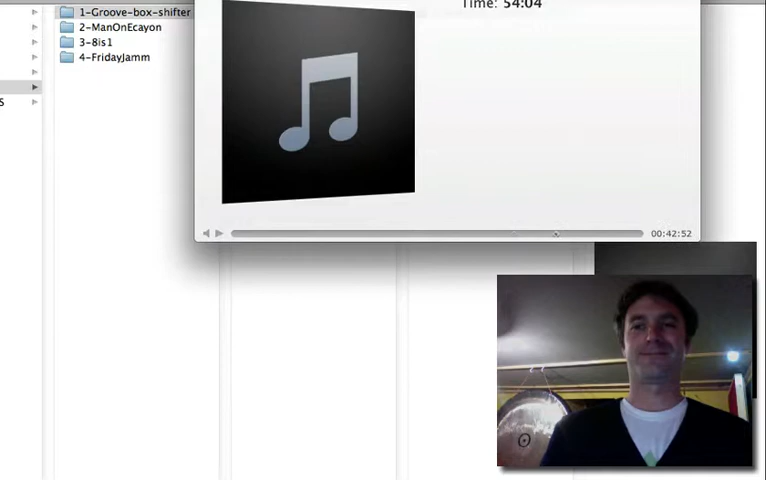 Time: 54:04
1-Groove-box-shifter
2-ManOnEcayon
3-8is1
4-FridayJamm
S
00:42:52